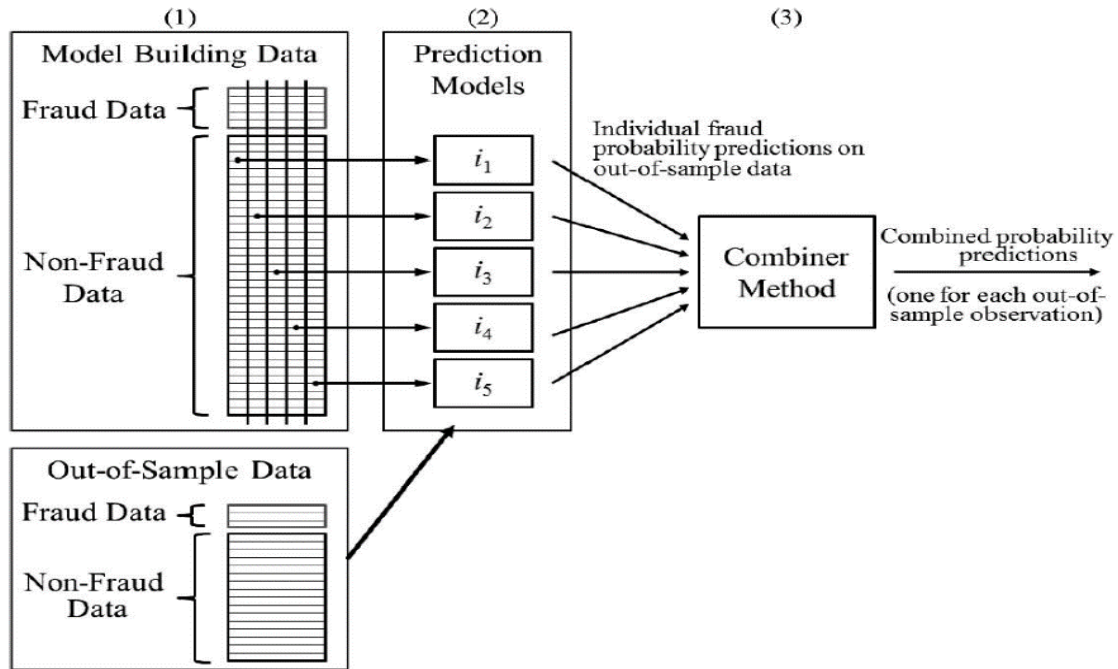 (1)
(2)
(3)
Model Building Data
Fraud Data
Non-Fraud
Data
Prediction
Models
i1
i2
i3
i4
i5
Individual fraud
probability predictions on
out-of-sample data
Combiner
Method
Combined probability
predictions
(one for each out-of-
sample observation)
Out-of-Sample Data
Fraud Data
Non-Fraud
Data